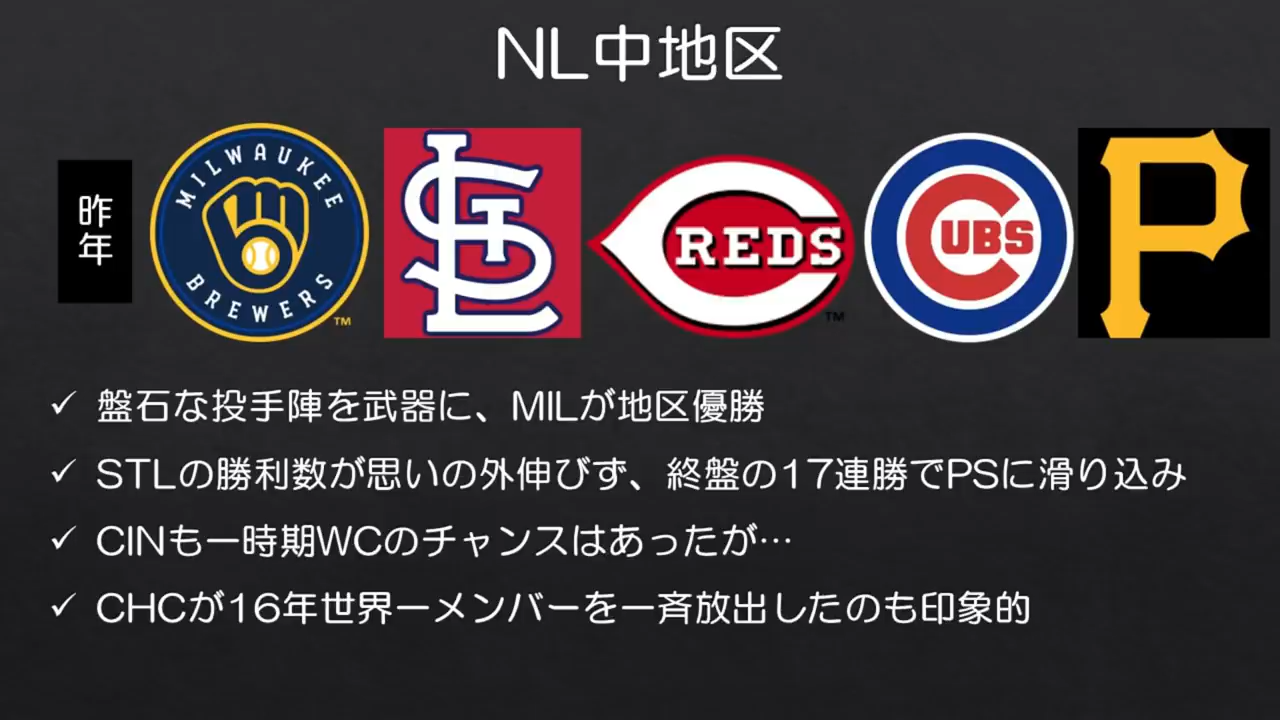 NL中地区
昨年
MILWAUKEE
BREWERS
TM
STL
REDS
TM
CUBS
P
盤石な投手陣を武器に、MILが地区優勝
STLの勝利数が思いの外伸びず、終盤の17連勝でPSに滑り込み
CINも一時期WCのチャンスはあったが…
CHCが16年世界一メンバーを一斉放出したのも印象的